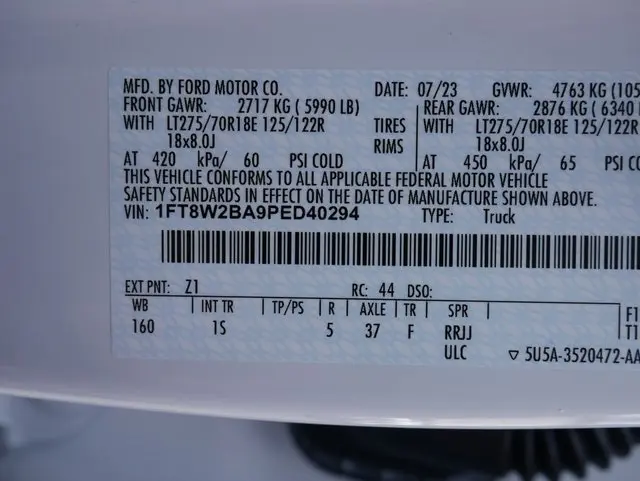 MFD. BY FORD MOTOR CO. DATE: 07/23 GVWR: 4763 KG (105
FRONT GAWR: 2717 KG ( 5990 LB) REAR GAWR: 2876 KG ( 6340
WITH LT275/70R18E 125/122R TIRES WITH LT275/70R18E 125/122R
18x8.0J RIMS 18x8.0J
AT 420 kPa/ 60 PSI COLD AT 450 kPa/ 65 PSI CO
THIS VEHICLE CONFORMS TO ALL APPLICABLE FEDERAL MOTOR VEHICLE
SAFETY STANDARDS IN EFFECT ON THE DATE OF MANUFACTURE SHOWN ABOVE.
VIN: 1FT8W2BA9PED40294 TYPE: Truck
EXT PNT: Z1 RC: 44 DSO:
WB | INT TR | TP/PS | R | AXLE | TR | SPR | F1
160 1S 5 37 F RRJJ T1
ULC ▽ 5U5A-3520472-AA